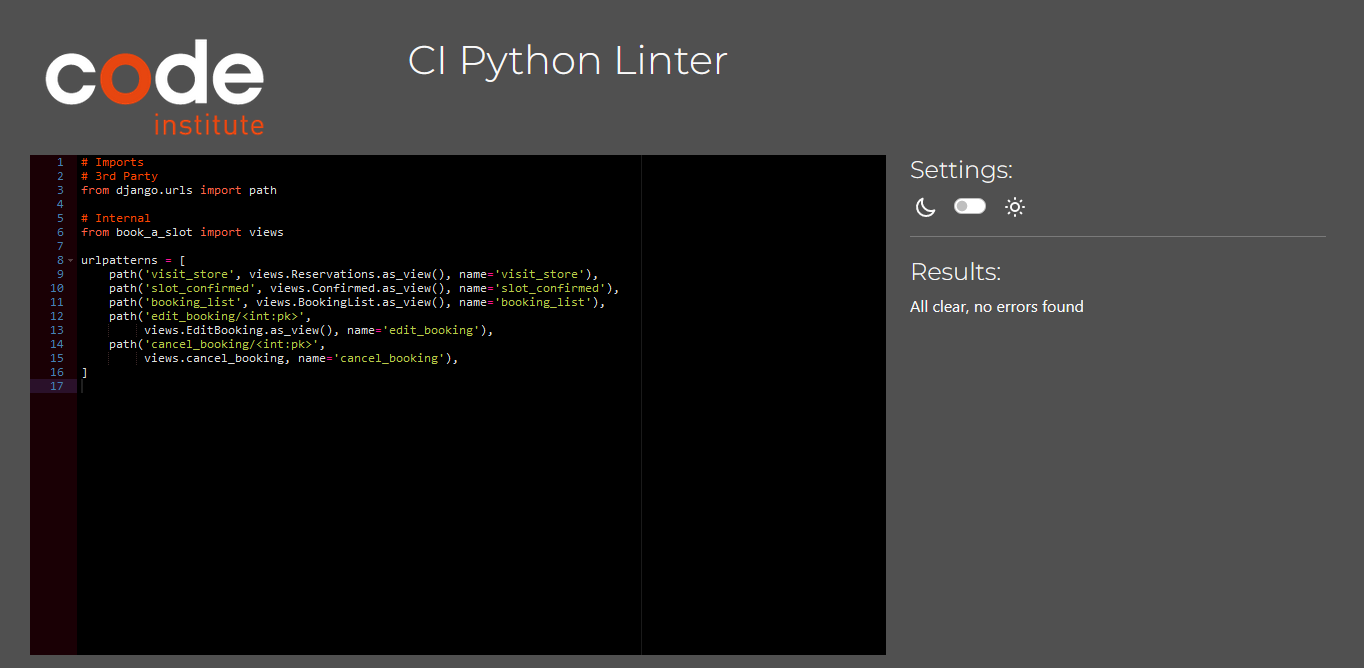 code
institute
CI Python Linter
1 # Imports
2 # 3rd Party
3 from django.urls import path
4
5 # Internal
6 from book_a_slot import views
7
8 urlpatterns = [
9     path('visit_store', views.Reservations.as_view(), name='visit_store'),
10     path('slot_confirmed', views.Confirmed.as_view(), name='slot_confirmed'),
11     path('booking_list', views.BookingList.as_view(), name='booking_list'),
12     path('edit_booking/<int:pk>',
13          views.EditBooking.as_view(), name='edit_booking'),
14     path('cancel_booking/<int:pk>',
15          views.cancel_booking, name='cancel_booking'),
16 ]
17
Settings:
Results:
All clear, no errors found